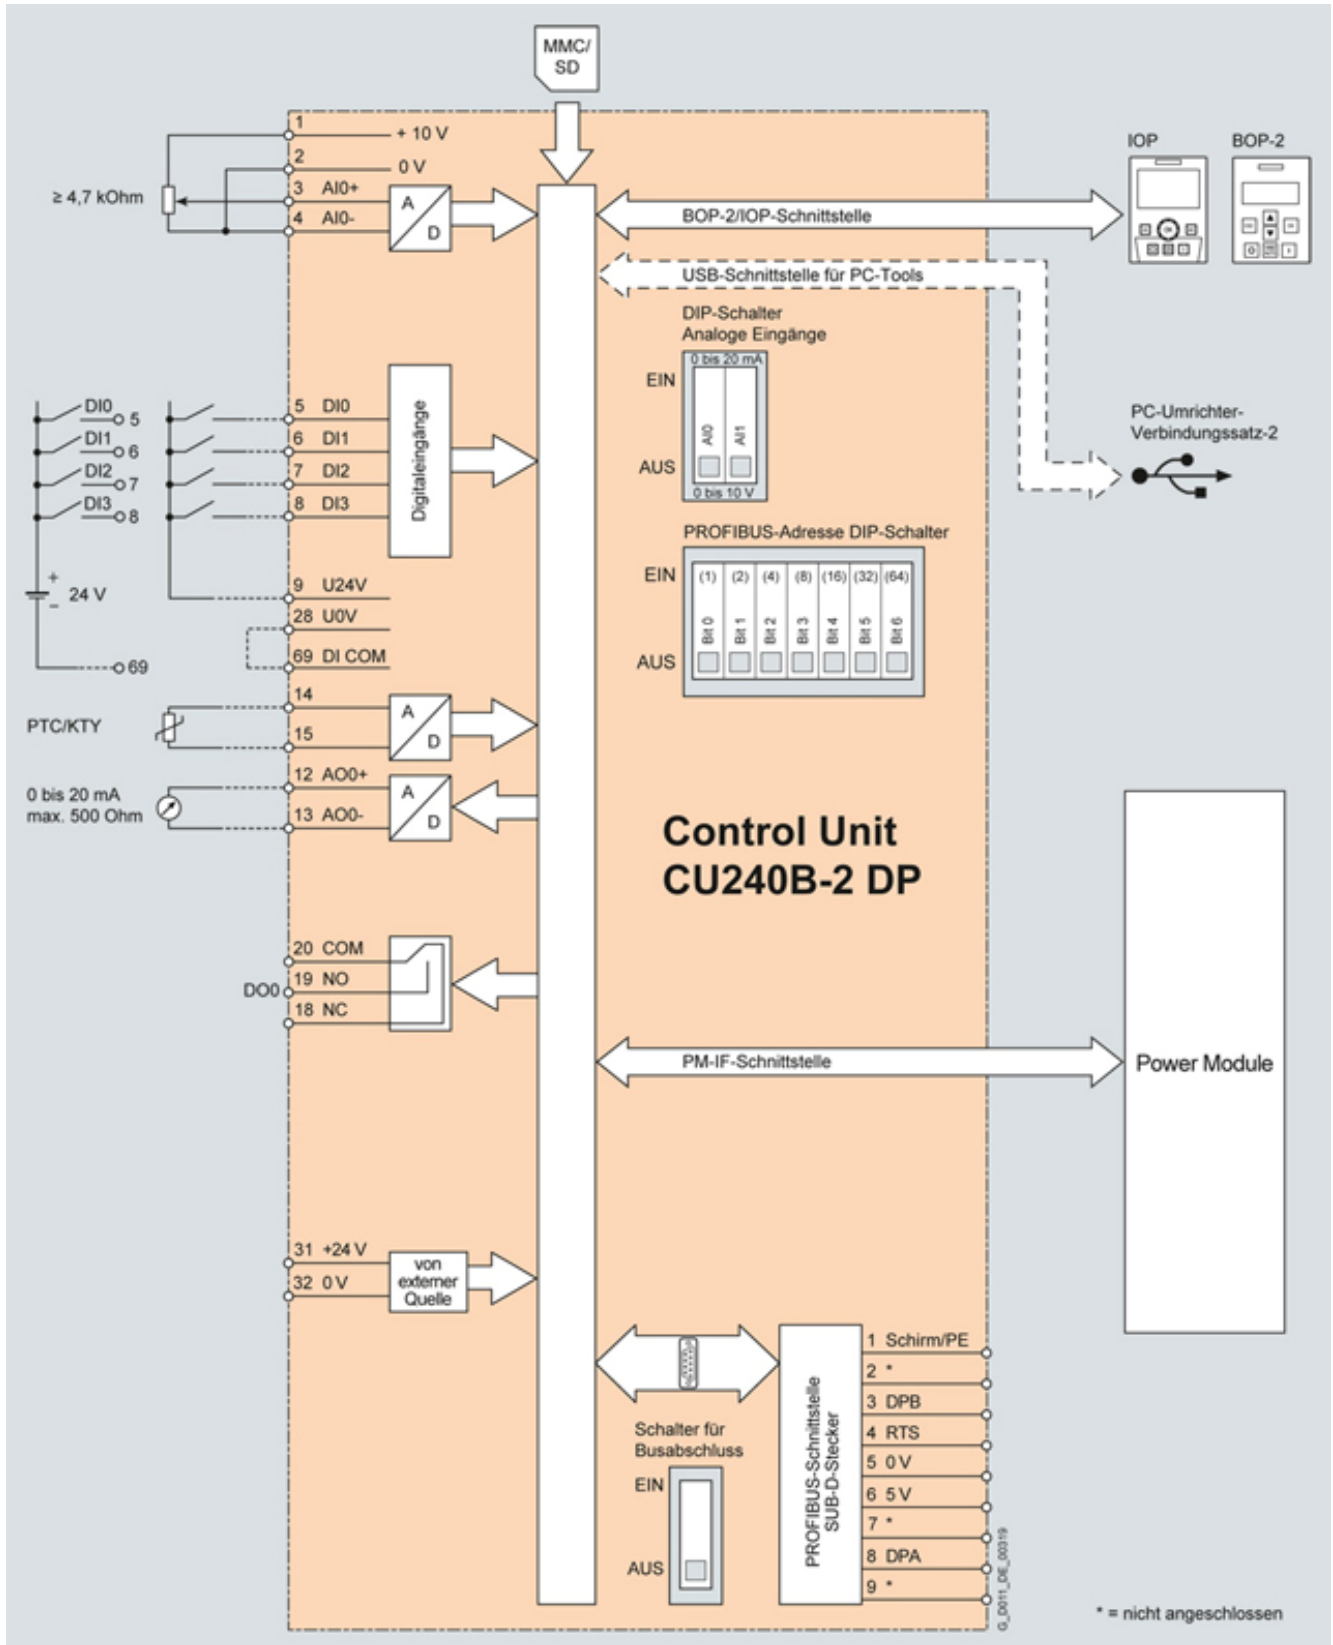 MMC/
SD
1
+ 10 V
2
0 V
3 AI0+
4 AI0-
≥ 4,7 kOhm
A
D
IOP
BOP-2
BOP-2/IOP-Schnittstelle
USB-Schnittstelle für PC-Tools
DIP-Schalter
Analoge Eingänge
0 bis 20 mA
EIN
AI0
AI1
AUS
0 bis 10 V
PC-Umrichter-
Verbindungssatz-2
DI0
5
DI1
6
DI2
7
DI3
8
5 DI0
6 DI1
7 DI2
8 DI3
Digitaleingänge
PROFIBUS-Adresse DIP-Schalter
EIN
(1) (2) (4) (8) (16) (32) (64)
Bit 0
Bit 1
Bit 2
Bit 3
Bit 4
Bit 5
Bit 6
AUS
+
24 V
–
69
9 U24V
28 U0V
69 DI COM
14
15
PTC/KTY
A
D
12 AO0+
13 AO0-
0 bis 20 mA
max. 500 Ohm
A
D
Control Unit
CU240B-2 DP
20 COM
19 NO
18 NC
DO0
PM-IF-Schnittstelle
Power Module
31 +24 V
32 0 V
von
externer
Quelle
PROFIBUS-Schnittstelle
SUB-D-Stecker
1 Schirm/PE
2 *
3 DPB
4 RTS
5 0 V
6 5 V
7 *
8 DPA
9 *
Schalter für
Busabschluss
EIN
AUS
G_D011_DE_00319
* = nicht angeschlossen